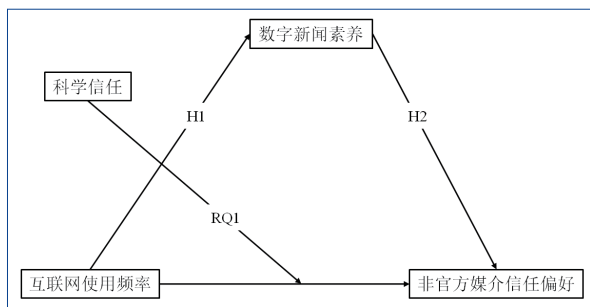 数字新闻素养
科学信任
H1
H2
RQ1
互联网使用频率
非官方媒介信任偏好